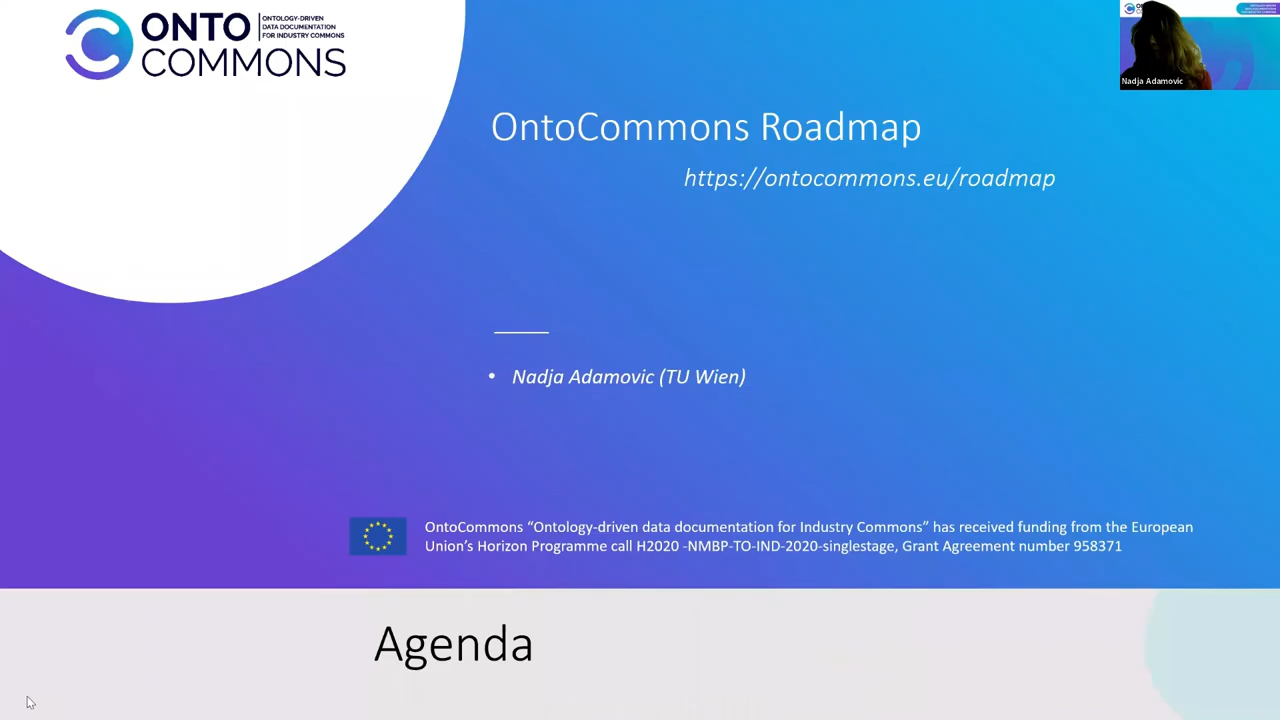 ONTO
COMMONS
ONTOLOGY-DRIVEN
DATA DOCUMENTATION
FOR INDUSTRY COMMONS
Nadja Adamovic
OntoCommons Roadmap
https://ontocommons.eu/roadmap
• Nadja Adamovic (TU Wien)
OntoCommons “Ontology-driven data documentation for Industry Commons” has received funding from the European
Union’s Horizon Programme call H2020 -NMBP-TO-IND-2020-singlestage, Grant Agreement number 958371
Agenda